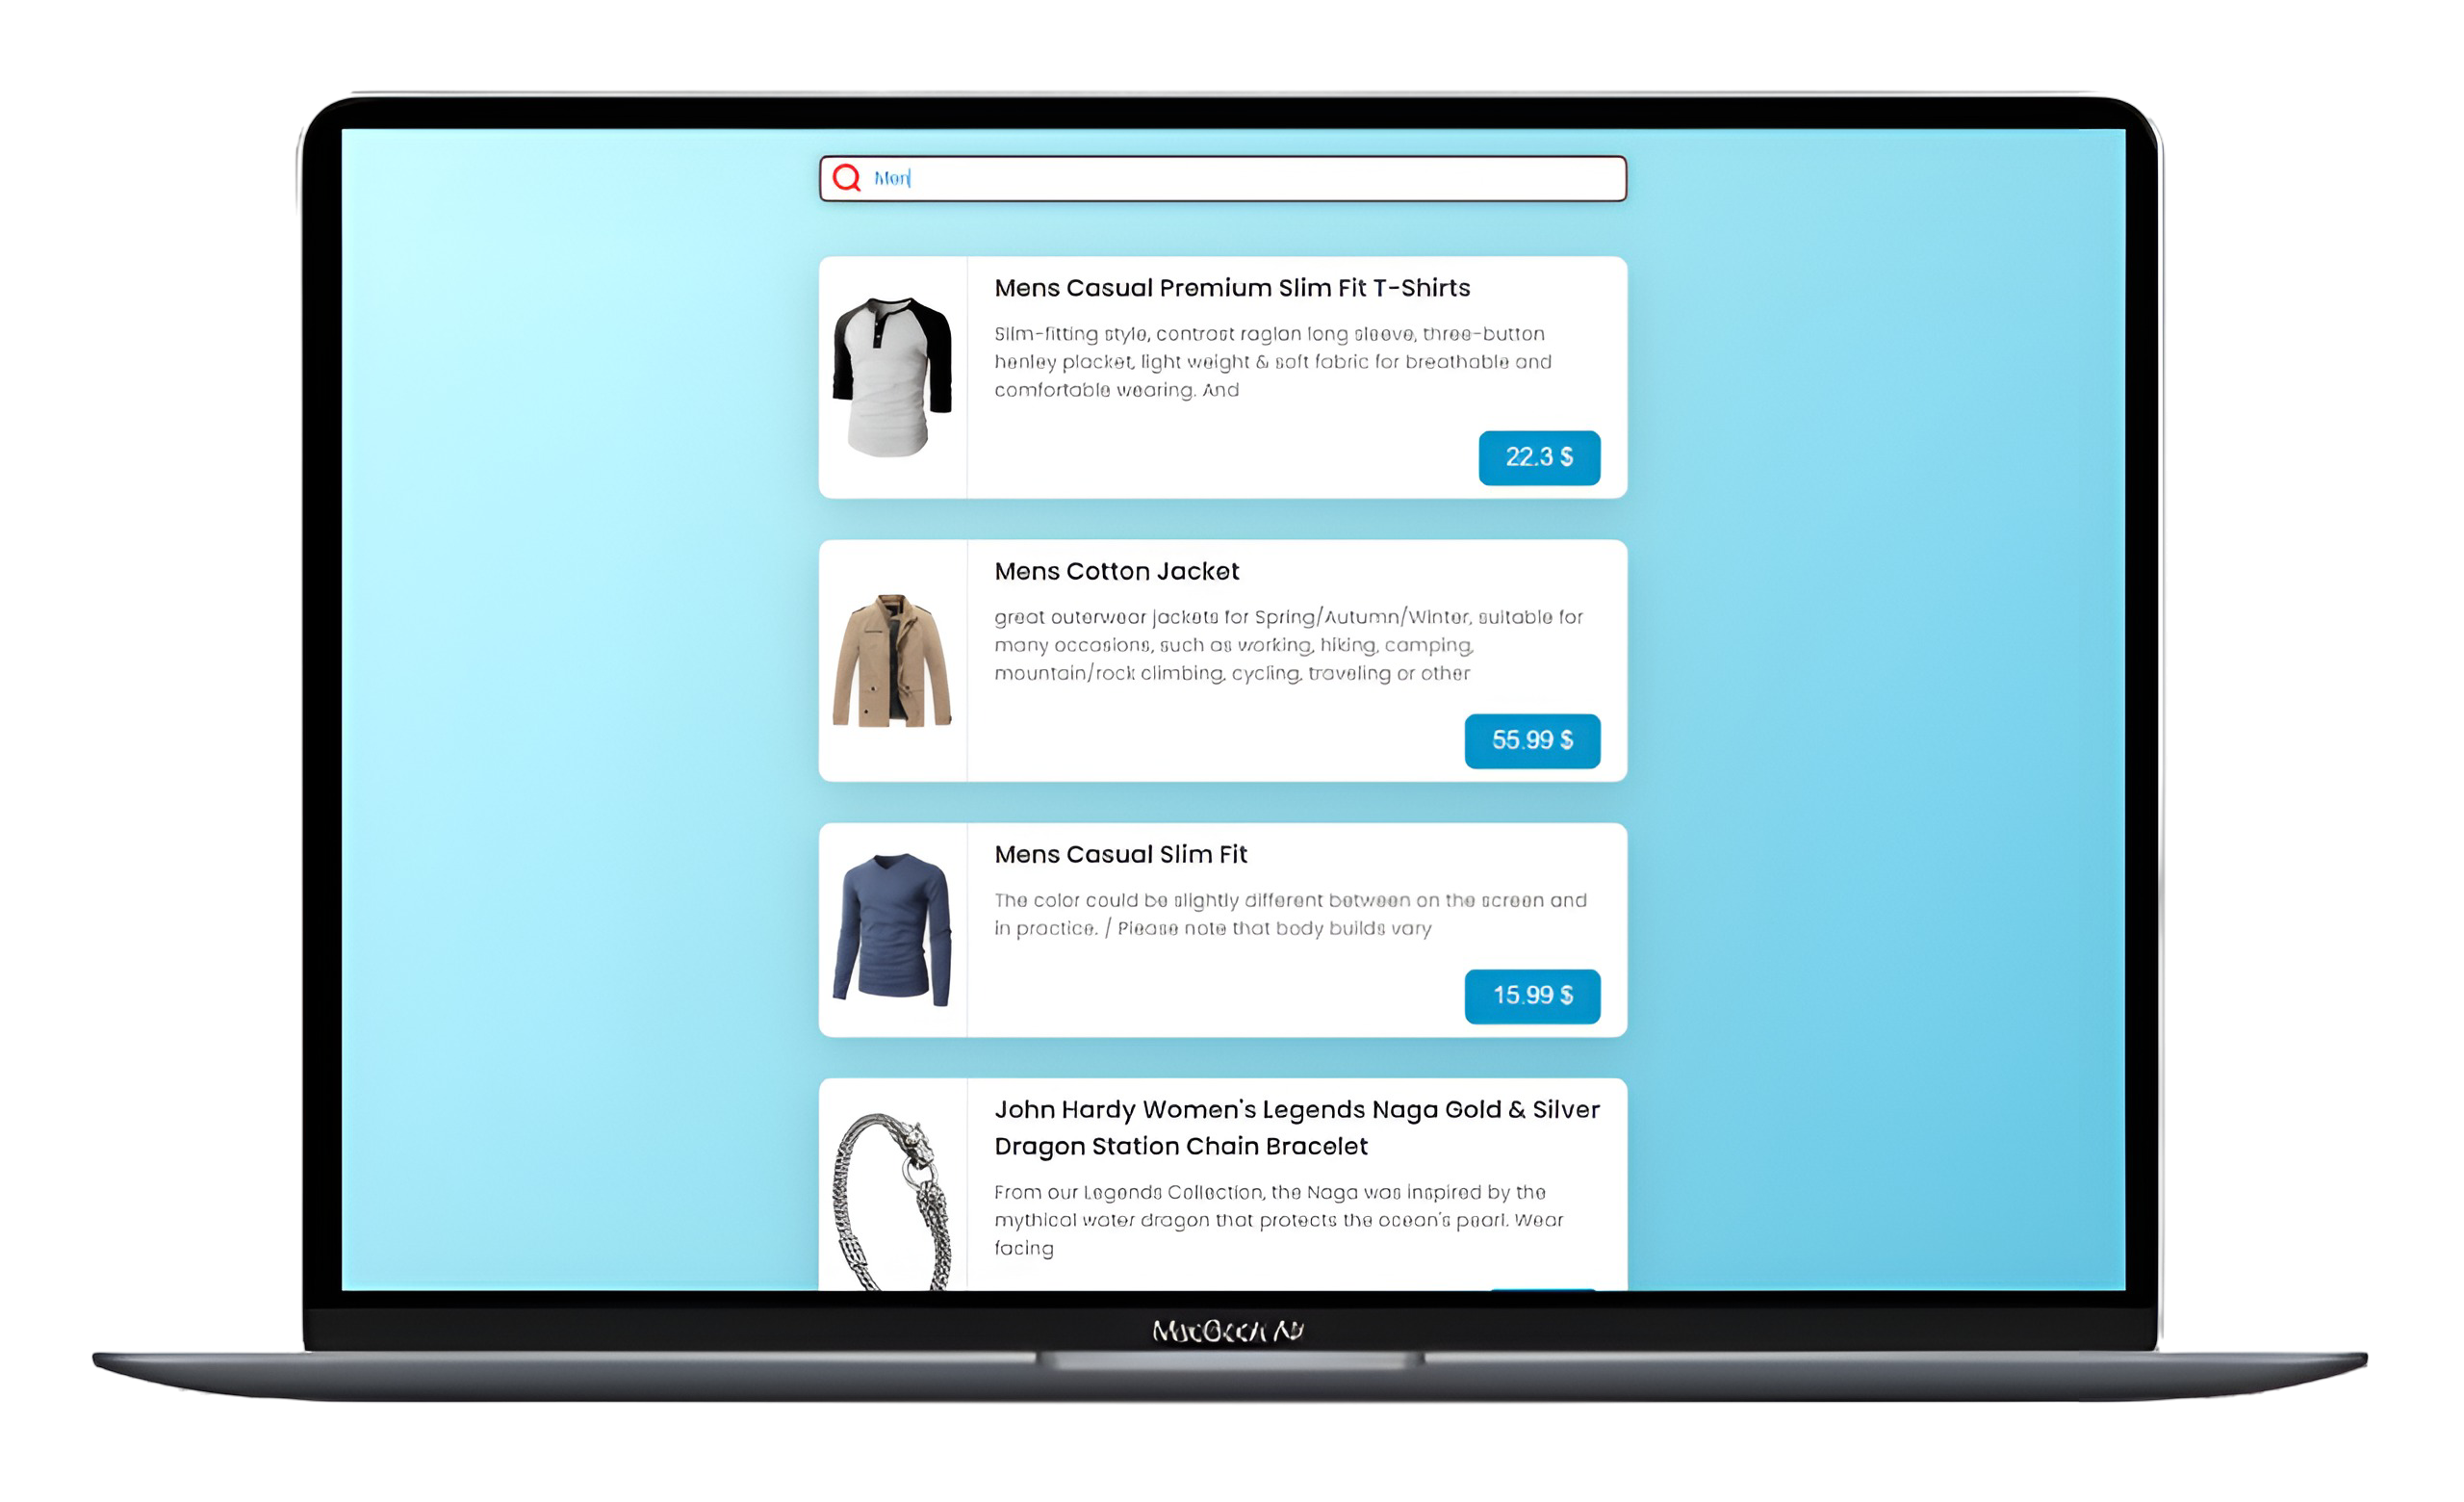 Men
Mens Casual Premium Slim Fit T-Shirts
Slim-fitting style, contrast raglan long sleeve, three-button
henley placket, light weight & soft fabric for breathable and
comfortable wearing. And
22.3 $
Mens Cotton Jacket
great outerwear jackets for Spring/Autumn/Winter, suitable for
many occasions, such as working, hiking, camping,
mountain/rock climbing, cycling, traveling or other
55.99 $
Mens Casual Slim Fit
The color could be slightly different between on the screen and
in practice. / Please note that body builds vary
15.99 $
John Hardy Women's Legends Naga Gold & Silver
Dragon Station Chain Bracelet
From our Legends Collection, the Naga was inspired by the
mythical water dragon that protects the ocean's pearl. Wear
facing